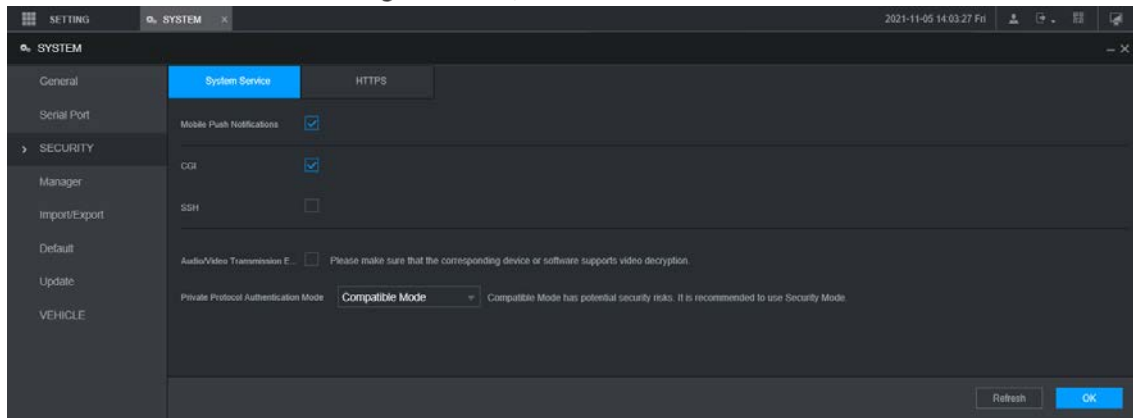 SETTING
SYSTEM ×
2021-11-05 14:03:27 Fri
SYSTEM
General
System Service
HTTPS
Serial Port
Mobile Push Notifications
SECURITY
CGI
Manager
SSH
Import/Export
Default
Audio/Video Transmission E...
Please make sure that the corresponding device or software supports video decryption.
Update
Private Protocol Authentication Mode
Compatible Mode
Compatible Mode has potential security risks. It is recommended to use Security Mode.
VEHICLE
Refresh
OK